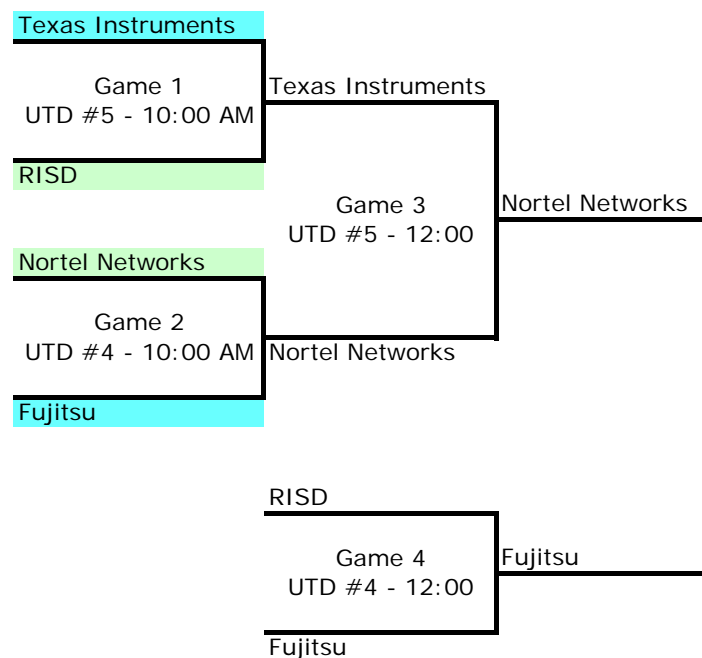 Texas Instruments
Game 1
UTD #5 - 10:00 AM
Texas Instruments
RISD
Game 3
UTD #5 - 12:00
Nortel Networks
Nortel Networks
Game 2
UTD #4 - 10:00 AM
Nortel Networks
Fujitsu
RISD
Game 4
UTD #4 - 12:00
Fujitsu
Fujitsu